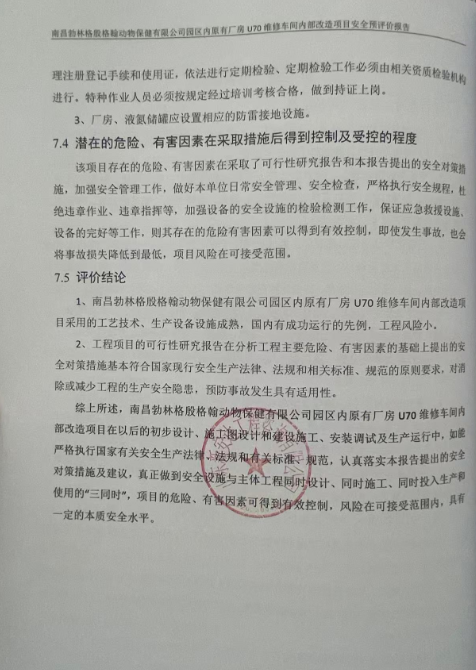 南昌勃林格殷格翰动物保健有限公司园区内原有厂房 U70 维修车间内部改造项目安全预评价报告
理注册登记手续和使用证，依法进行定期检验、定期检验工作必须由相关资质检验机构
进行。特种作业人员必须按规定经过培训考核合格，做到持证上岗。
3、厂房、液氮储罐应设置相应的防雷接地设施。
7.4 潜在的危险、有害因素在采取措施后得到控制及受控的程度
该项目存在的危险、有害因素在采取了可行性研究报告和本报告提出的安全对策措
施，加强安全管理工作，做好本单位日常安全管理、安全检查，严格执行安全规程，杜
绝违章作业、违章指挥等，加强设备的安全设施的检验检测工作，保证应急救援设施、
设备的完好等工作，则其存在的危险有害因素可以得到有效控制，即使发生事故，也会
将事故损失降低到最低，项目风险在可接受范围。
7.5 评价结论
1、南昌勃林格殷格翰动物保健有限公司园区内原有厂房 U70 维修车间内部改造项
目采用的工艺技术、生产设备设施成熟，国内有成功运行的先例，工程风险小。
2、工程项目的可行性研究报告在分析工程主要危险、有害因素的基础上提出的安
全对策措施基本符合国家现行安全生产法律、法规和相关标准、规范的原则要求，对消
除或减少工程的生产安全隐患，预防事故发生具有适用性。
综上所述，南昌勃林格殷格翰动物保健有限公司园区内原有厂房 U70 维修车间内
部改造项目在以后的初步设计、施工图设计和建设施工、安装调试及生产运行中，如能
严格执行国家有关安全生产法律、法规和有关标准、规范，认真落实本报告提出的安全
对策措施及建议，真正做到安全设施与主体工程同时设计、同时施工、同时投入生产和
使用的“三同时”，项目的危险、有害因素可得到有效控制，风险在可接受范围内，具有
一定的本质安全水平。